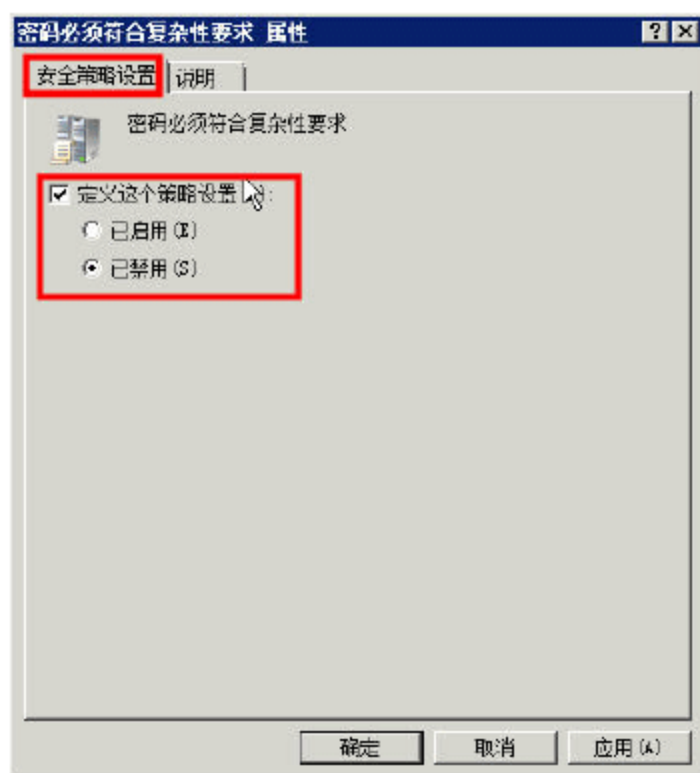 密码必须符合复杂性要求 属性
安全策略设置 说明
密码必须符合复杂性要求
定义这个策略设置
已启用(E)
已禁用(S)
确定 取消 应用(A)